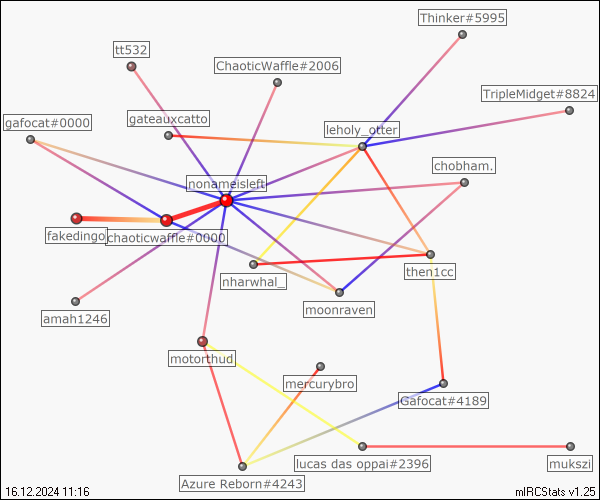 Thinker#5995
tt532
ChaoticWaffle#2006
TripleMidget#8824
gafocat#0000
gateauxcatto
leholy_otter
chobham.
nonameisleft
fakedingo
chaoticwaffle#0000
then1cc
nharwhal_
moonraven
amah1246
motorthud
mercurybro
Gafocat#4189
lucas das oppai#2396
mukszi
Azure Reborn#4243
16.12.2024 11:16
mIRCStats v1.25